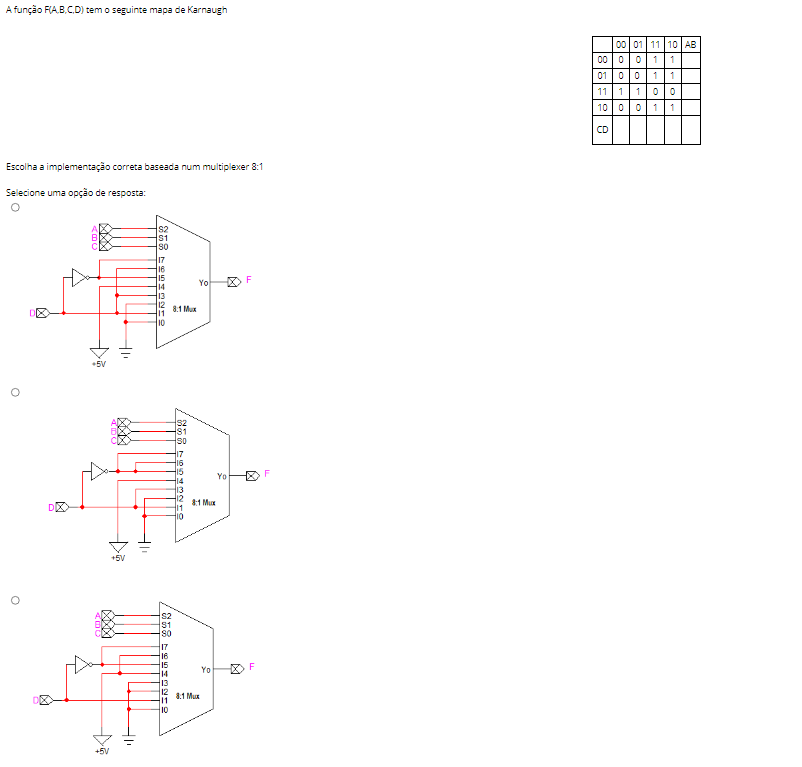 A função F(A,B,C,D) tem o seguinte mapa de Karnaugh
00 01 11 10 AB
00 0 0 1 1
01 0 0 1 1
11 1 1 0 0
10 0 0 1 1
CD
Escolha a implementação correta baseada num multiplexer 8:1
Selecione uma opção de resposta:
A S2
B S1
C S0
I7
I6
I5
I4
I3
I2
I1
I0
Yo
F
8:1 Mux
D
+5V
A S2
B S1
C S0
I7
I6
I5
I4
I3
I2
I1
I0
Yo
F
8:1 Mux
D
+5V
A S2
B S1
C S0
I7
I6
I5
I4
I3
I2
I1
I0
Yo
F
8:1 Mux
D
+5V